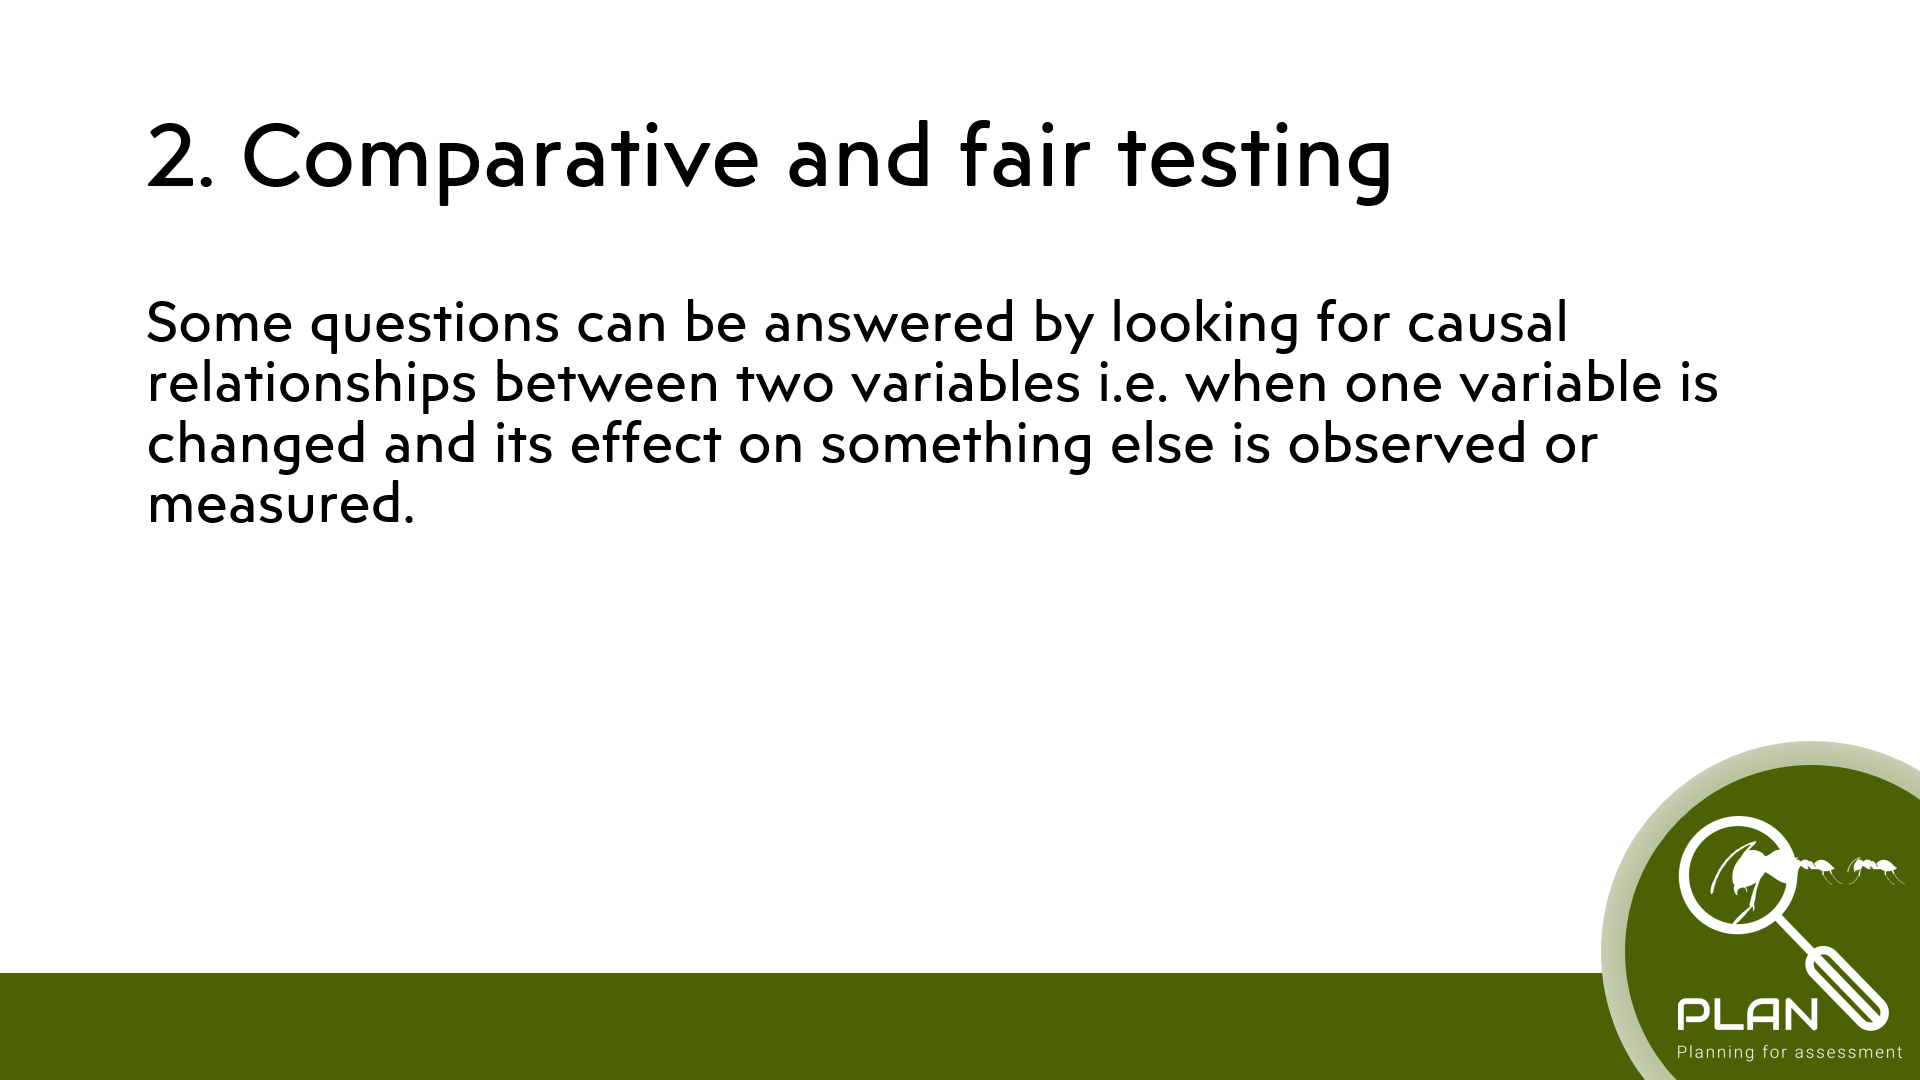 2. Comparative and fair testing
Some questions can be answered by looking for causal
relationships between two variables i.e. when one variable is
changed and its effect on something else is observed or
measured.
PLAN
Planning for assessment